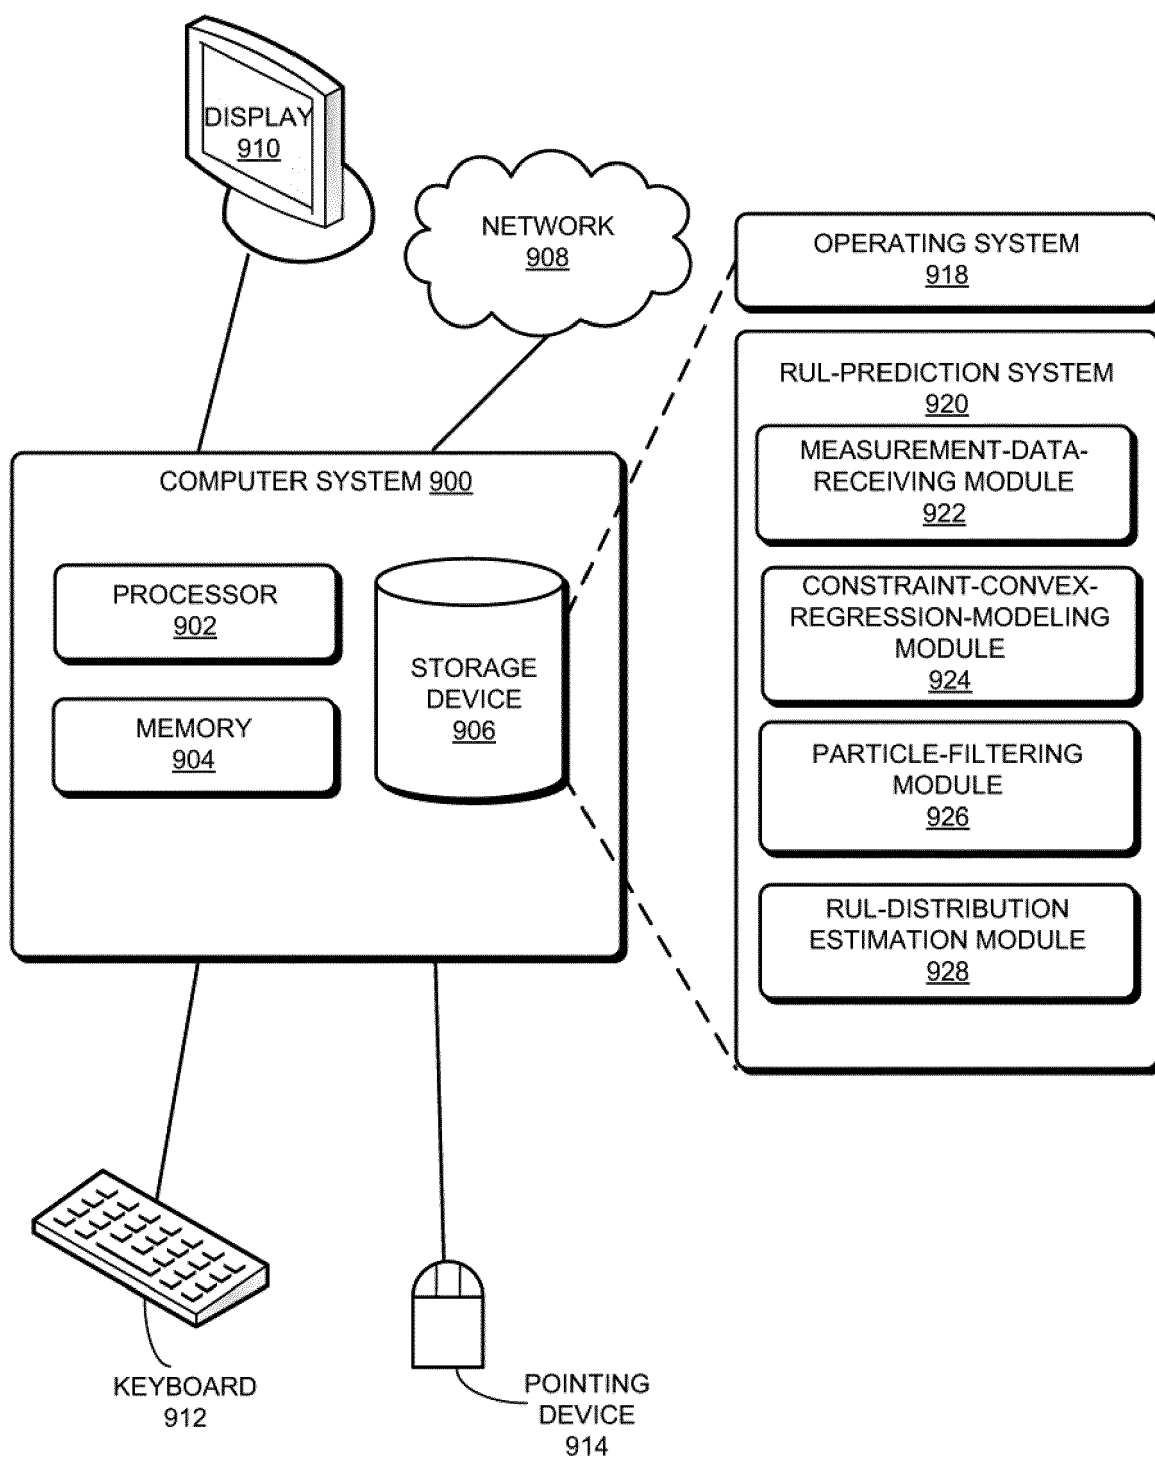 DISPLAY
910
NETWORK
908
OPERATING SYSTEM
918
RUL-PREDICTION SYSTEM
920
MEASUREMENT-DATA-
RECEIVING MODULE
922
CONSTRAINT-CONVEX-
REGRESSION-MODELING
MODULE
924
PARTICLE-FILTERING
MODULE
926
RUL-DISTRIBUTION
ESTIMATION MODULE
928
COMPUTER SYSTEM 900
PROCESSOR
902
MEMORY
904
STORAGE
DEVICE
906
KEYBOARD
912
POINTING
DEVICE
914